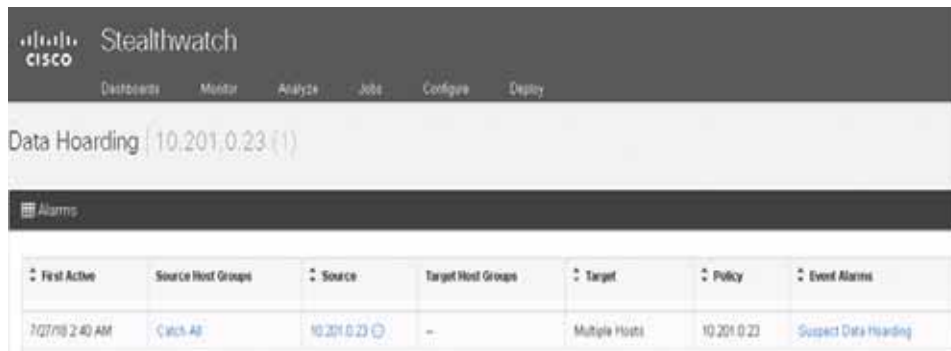 CISCO
Stealthwatch
Dashboards Monitor Analyze Jobs Configure Deploy
Data Hoarding 10.201.0.23 (1)
Alarms
First Active Source Host Groups Source Target Host Groups Target Policy Event Alarms
7/27/18 2:40 AM Catch All 10.201.0.23 -- Multiple Hosts 10.201.0.23 Suspect Data Hoarding